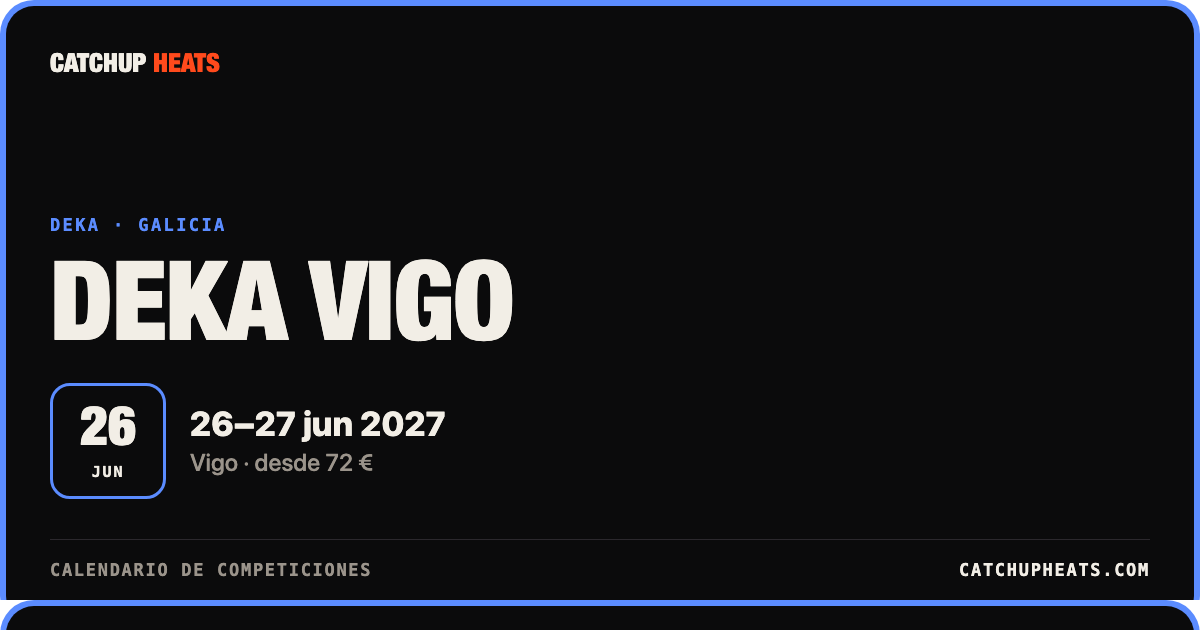 CATCHUP HEATS
DEKA · GALICIA
DEKA VIGO
26
JUN
26–27 jun 2027
Vigo · desde 72 €
CALENDARIO DE COMPETICIONES
CATCHUPHEATS.COM